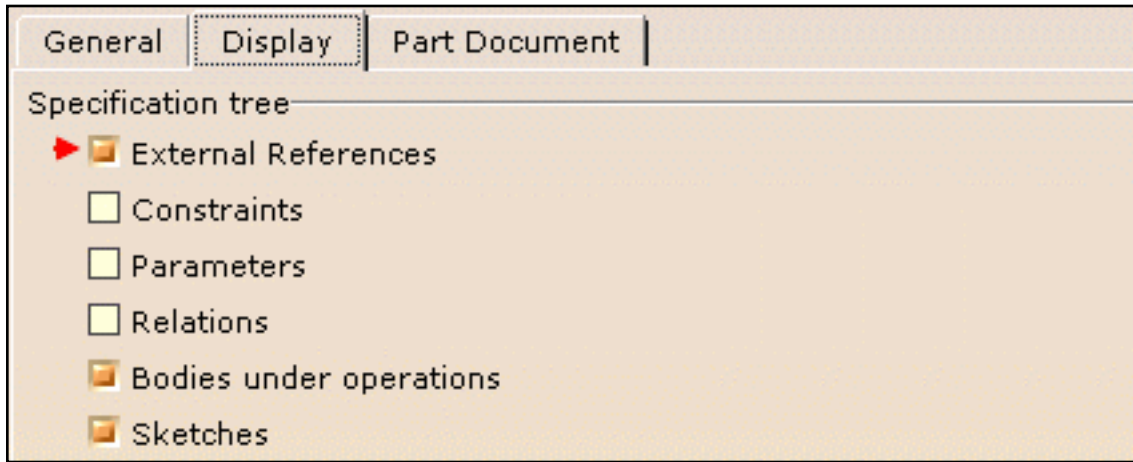 General Display Part Document
Specification tree
External References
Constraints
Parameters
Relations
Bodies under operations
Sketches